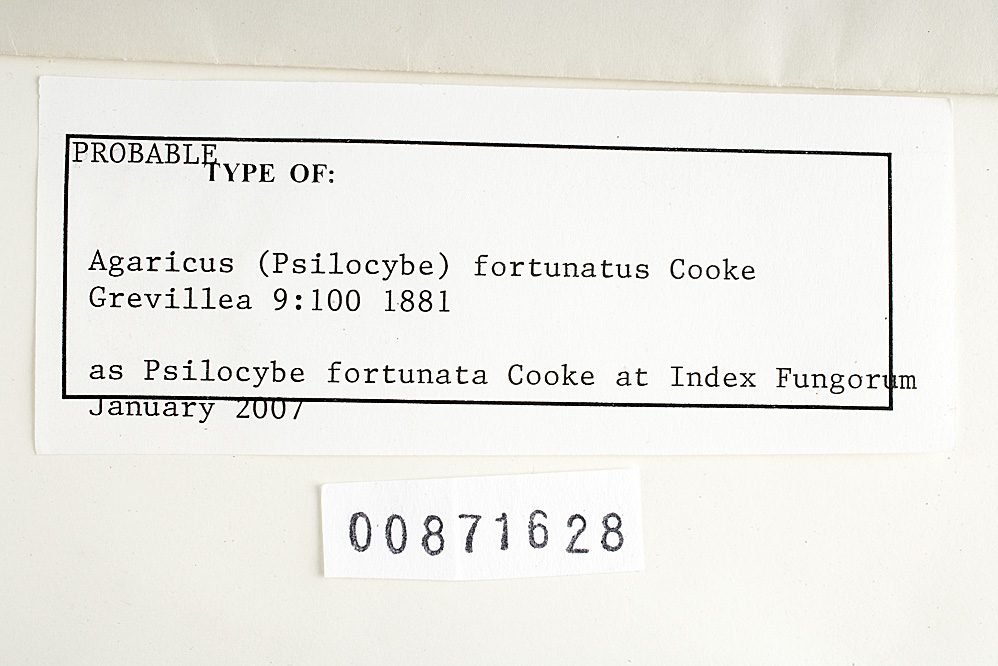 PROBABLE
TYPE OF:
Agaricus (Psilocybe) fortunatus Cooke
Grevillea 9:100 1881
as Psilocybe fortunata Cooke at Index Fungorum
January 2007
00871628